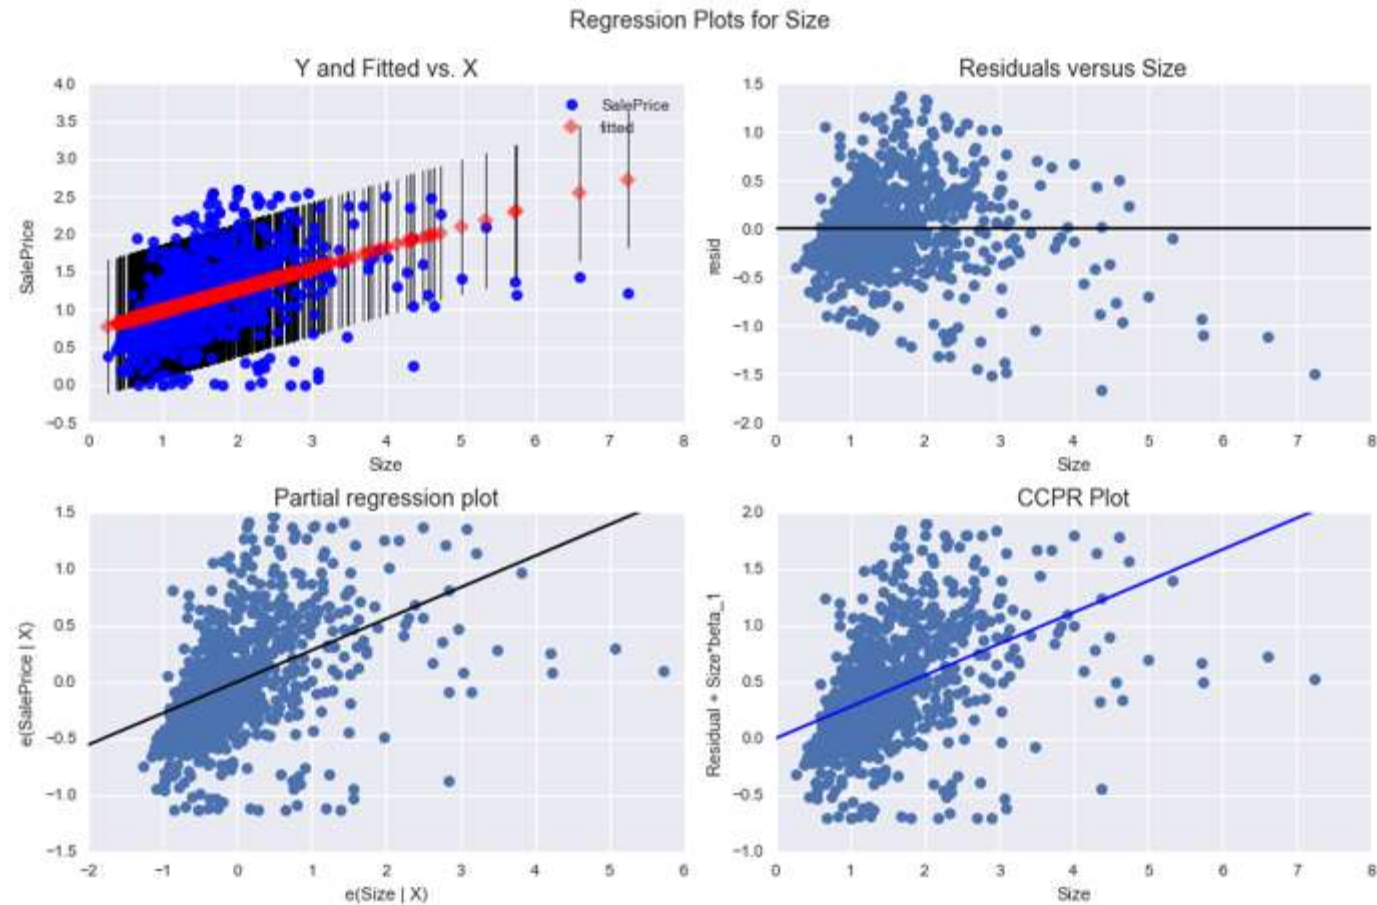 Regression Plots for Size
Y and Fitted vs. X
4.0
3.5
3.0
2.5
2.0
1.5
1.0
0.5
0.0
−0.5
SalePrice
SalePrice
fitted
0 1 2 3 4 5 6 7 8
Size
Residuals versus Size
1.5
1.0
0.5
0.0
−0.5
−1.0
−1.5
−2.0
resid
0 1 2 3 4 5 6 7 8
Size
Partial regression plot
1.5
1.0
0.5
0.0
−0.5
−1.0
−1.5
e(SalePrice | X)
−2 −1 0 1 2 3 4 5 6
e(Size | X)
CCPR Plot
2.0
1.5
1.0
0.5
0.0
−0.5
−1.0
Residual + Size*beta_1
0 1 2 3 4 5 6 7 8
Size